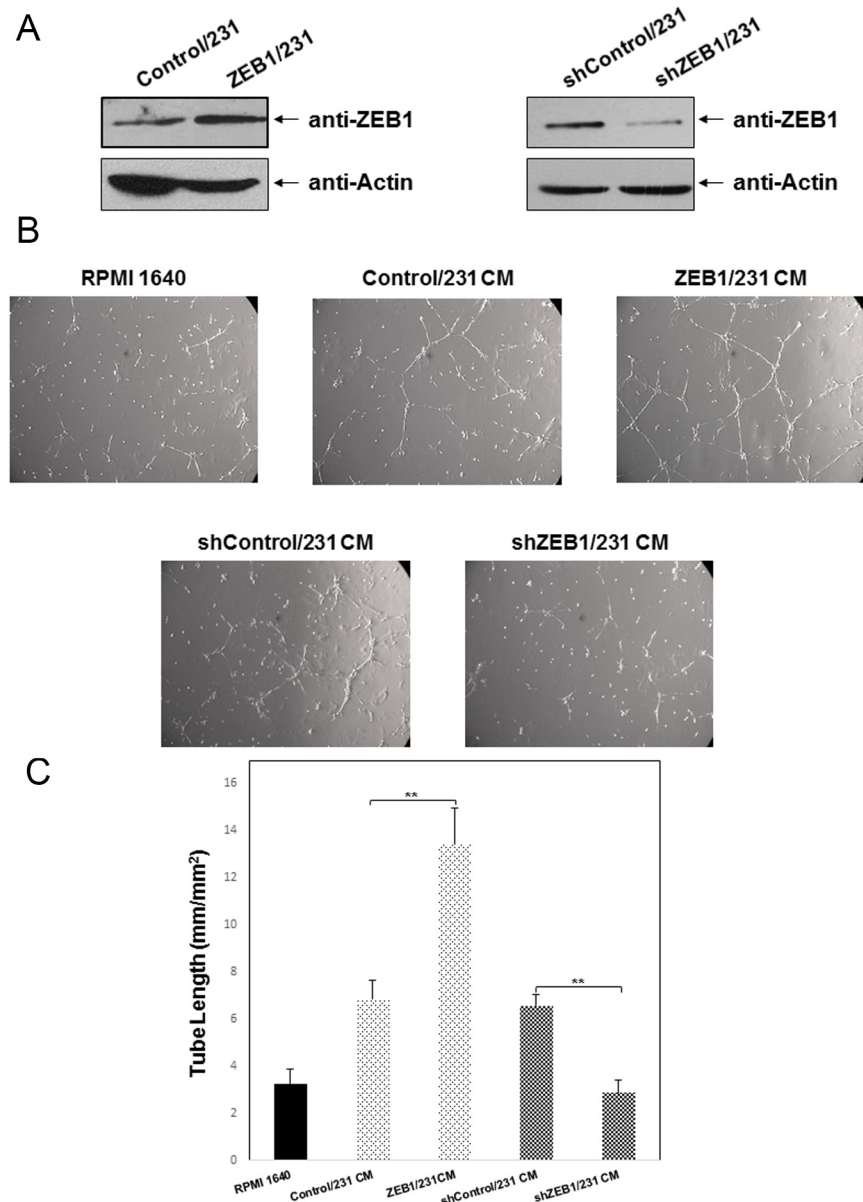 A
Control/231
ZEB1/231
anti-ZEB1
anti-Actin
shControl/231
shZEB1/231
anti-ZEB1
anti-Actin
B
RPMI 1640
Control/231 CM
ZEB1/231 CM
shControl/231 CM
shZEB1/231 CM
C
Tube Length (mm/mm²)
16
14
12
10
8
6
4
2
0
**
**
RPMI 1640
Control/231 CM
ZEB1/231CM
shControl/231 CM
shZEB1/231 CM